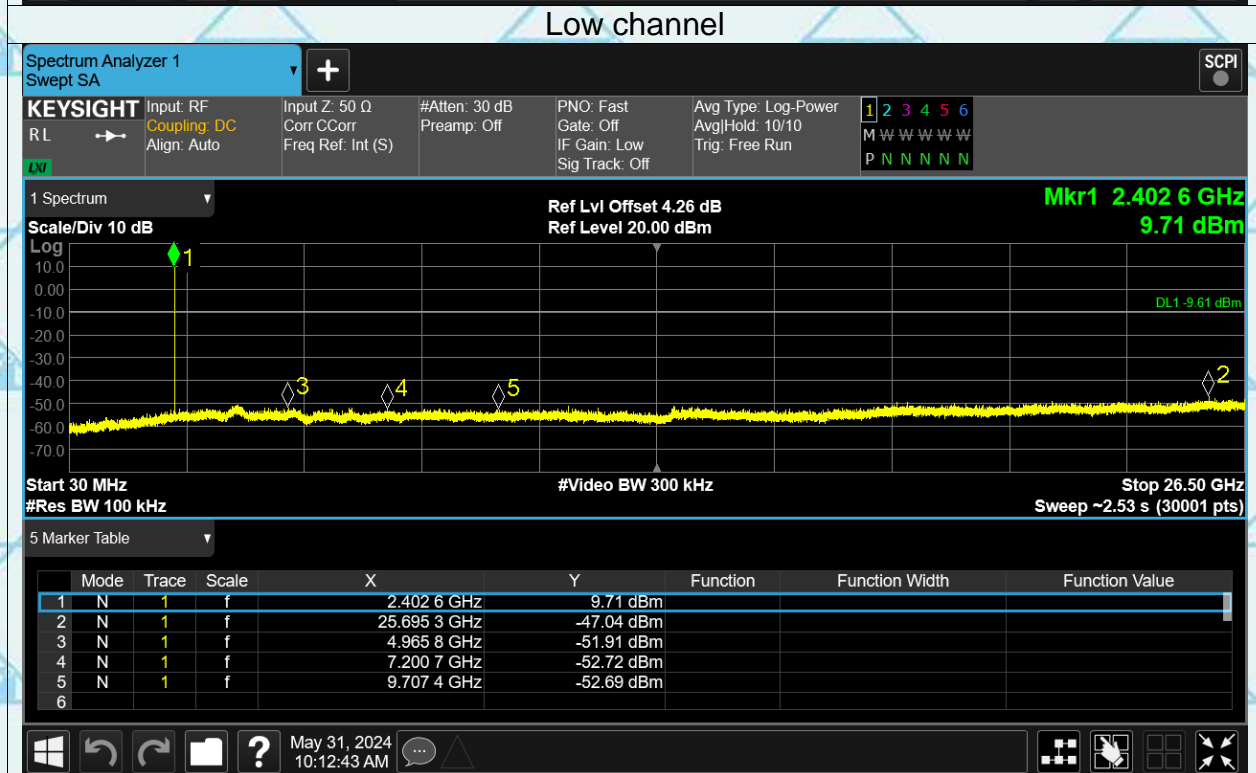 Low channel
Spectrum Analyzer 1
Swept SA
+
SCPI
KEYSIGHT
RL
LXI
Input: RF
Coupling: DC
Align: Auto
Input Z: 50 Ω
Corr CCorr
Freq Ref: Int (S)
#Atten: 30 dB
Preamp: Off
PNO: Fast
Gate: Off
IF Gain: Low
Sig Track: Off
Avg Type: Log-Power
Avg|Hold: 10/10
Trig: Free Run
1 2 3 4 5 6
M W W W W W
P N N N N N
1 Spectrum
Scale/Div 10 dB
Ref Lvl Offset 4.26 dB
Ref Level 20.00 dBm
Mkr1 2.402 6 GHz
9.71 dBm
Log
10.0
0.00
-10.0
-20.0
-30.0
-40.0
-50.0
-60.0
-70.0
1
DL1 -9.61 dBm
3
4
5
2
Start 30 MHz
#Res BW 100 kHz
#Video BW 300 kHz
Stop 26.50 GHz
Sweep ~2.53 s (30001 pts)
5 Marker Table
Mode Trace Scale X Y Function Function Width Function Value
1 N 1 f 2.402 6 GHz 9.71 dBm
2 N 1 f 25.695 3 GHz -47.04 dBm
3 N 1 f 4.965 8 GHz -51.91 dBm
4 N 1 f 7.200 7 GHz -52.72 dBm
5 N 1 f 9.707 4 GHz -52.69 dBm
6
?
May 31, 2024
10:12:43 AM